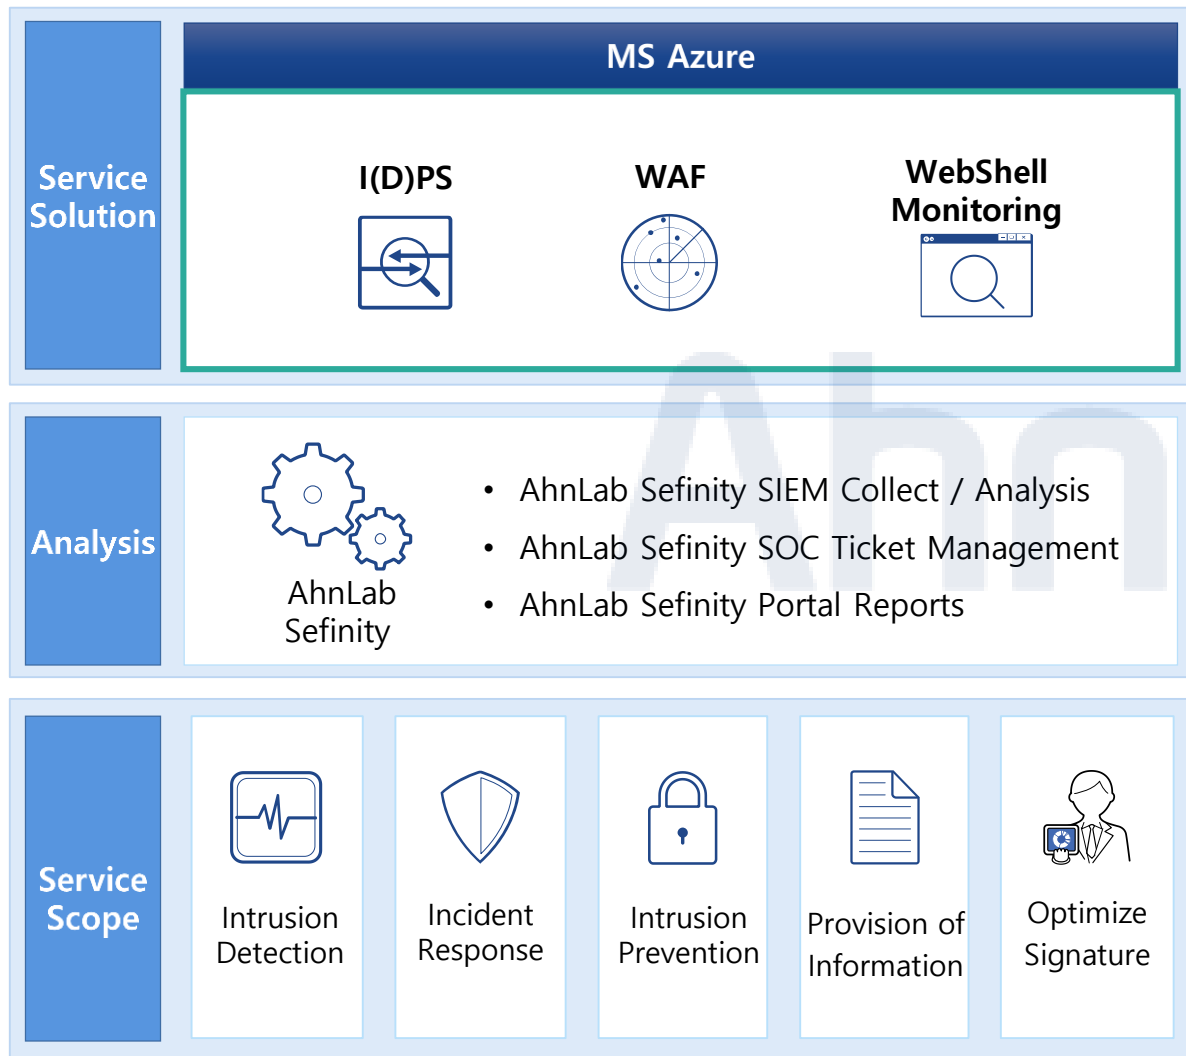 MS Azure
Service
Solution
I(D)PS
WAF
WebShell
Monitoring
Analysis
AhnLab
Sefinity
• AhnLab Sefinity SIEM Collect / Analysis
• AhnLab Sefinity SOC Ticket Management
• AhnLab Sefinity Portal Reports
Ahn
Service
Scope
Intrusion
Detection
Incident
Response
Intrusion
Prevention
Provision of
Information
Optimize
Signature